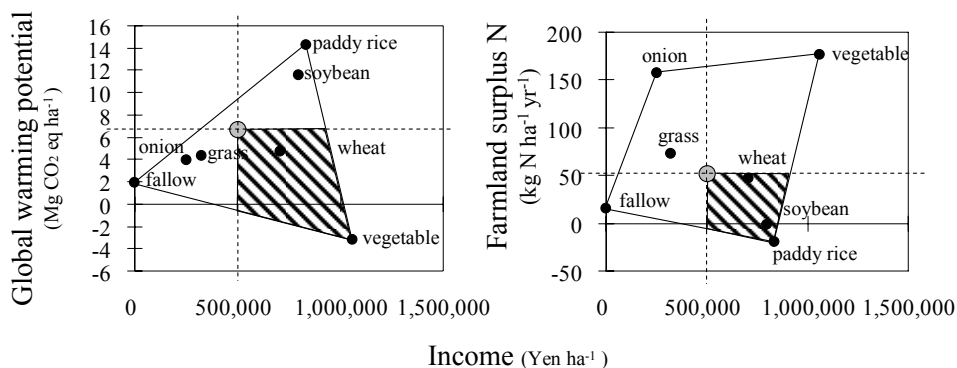 Global warming potential
(Mg CO₂ eq ha⁻¹)
16
14
12
10
8
6
4
2
0
-2
-4
-6
paddy rice
soybean
onion
grass
wheat
fallow
vegetable
0
500,000
1,000,000
1,500,000
Farmland surplus N
(kg N ha⁻¹ yr⁻¹)
200
150
100
50
0
-50
onion
vegetable
grass
wheat
fallow
soybean
paddy rice
0
500,000
1,000,000
1,500,000
Income (Yen ha⁻¹)